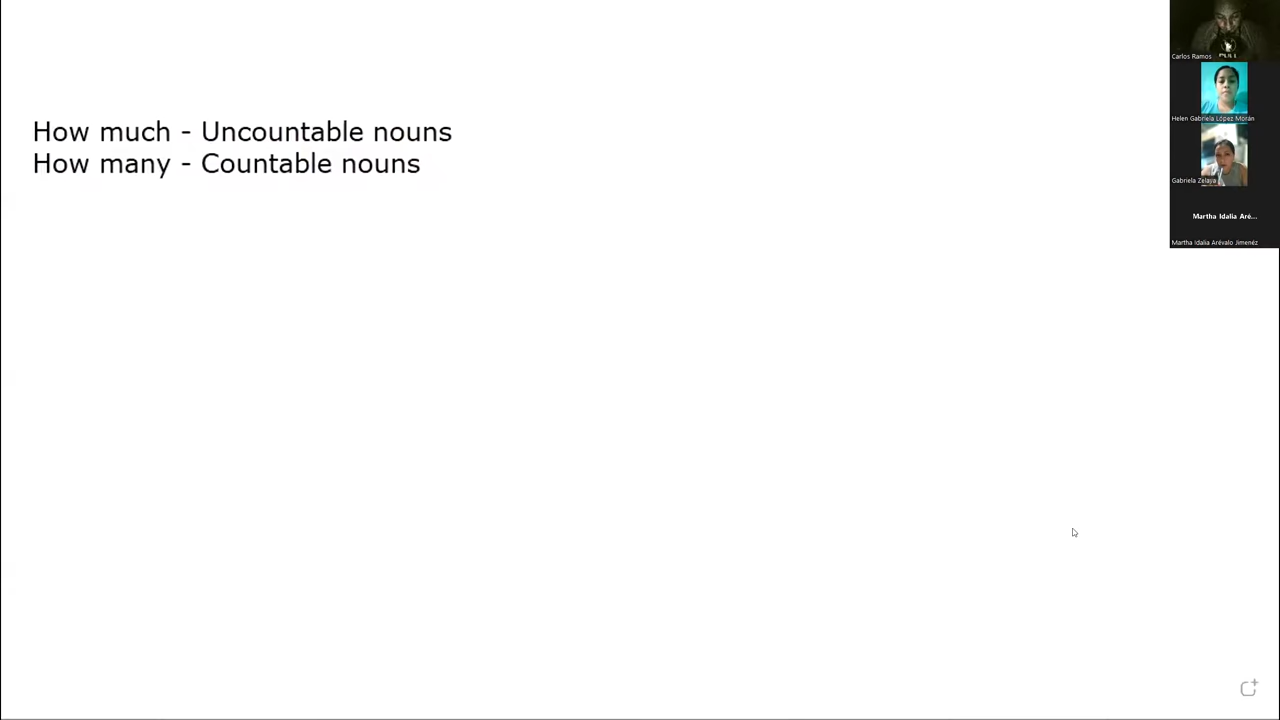 How much - Uncountable nouns
How many - Countable nouns
Carlos Ramos
Helen Gabriela López Morán
Gabriela Zelaya
Martha Idalia Aré...
Martha Idalia Arévalo Jimenéz